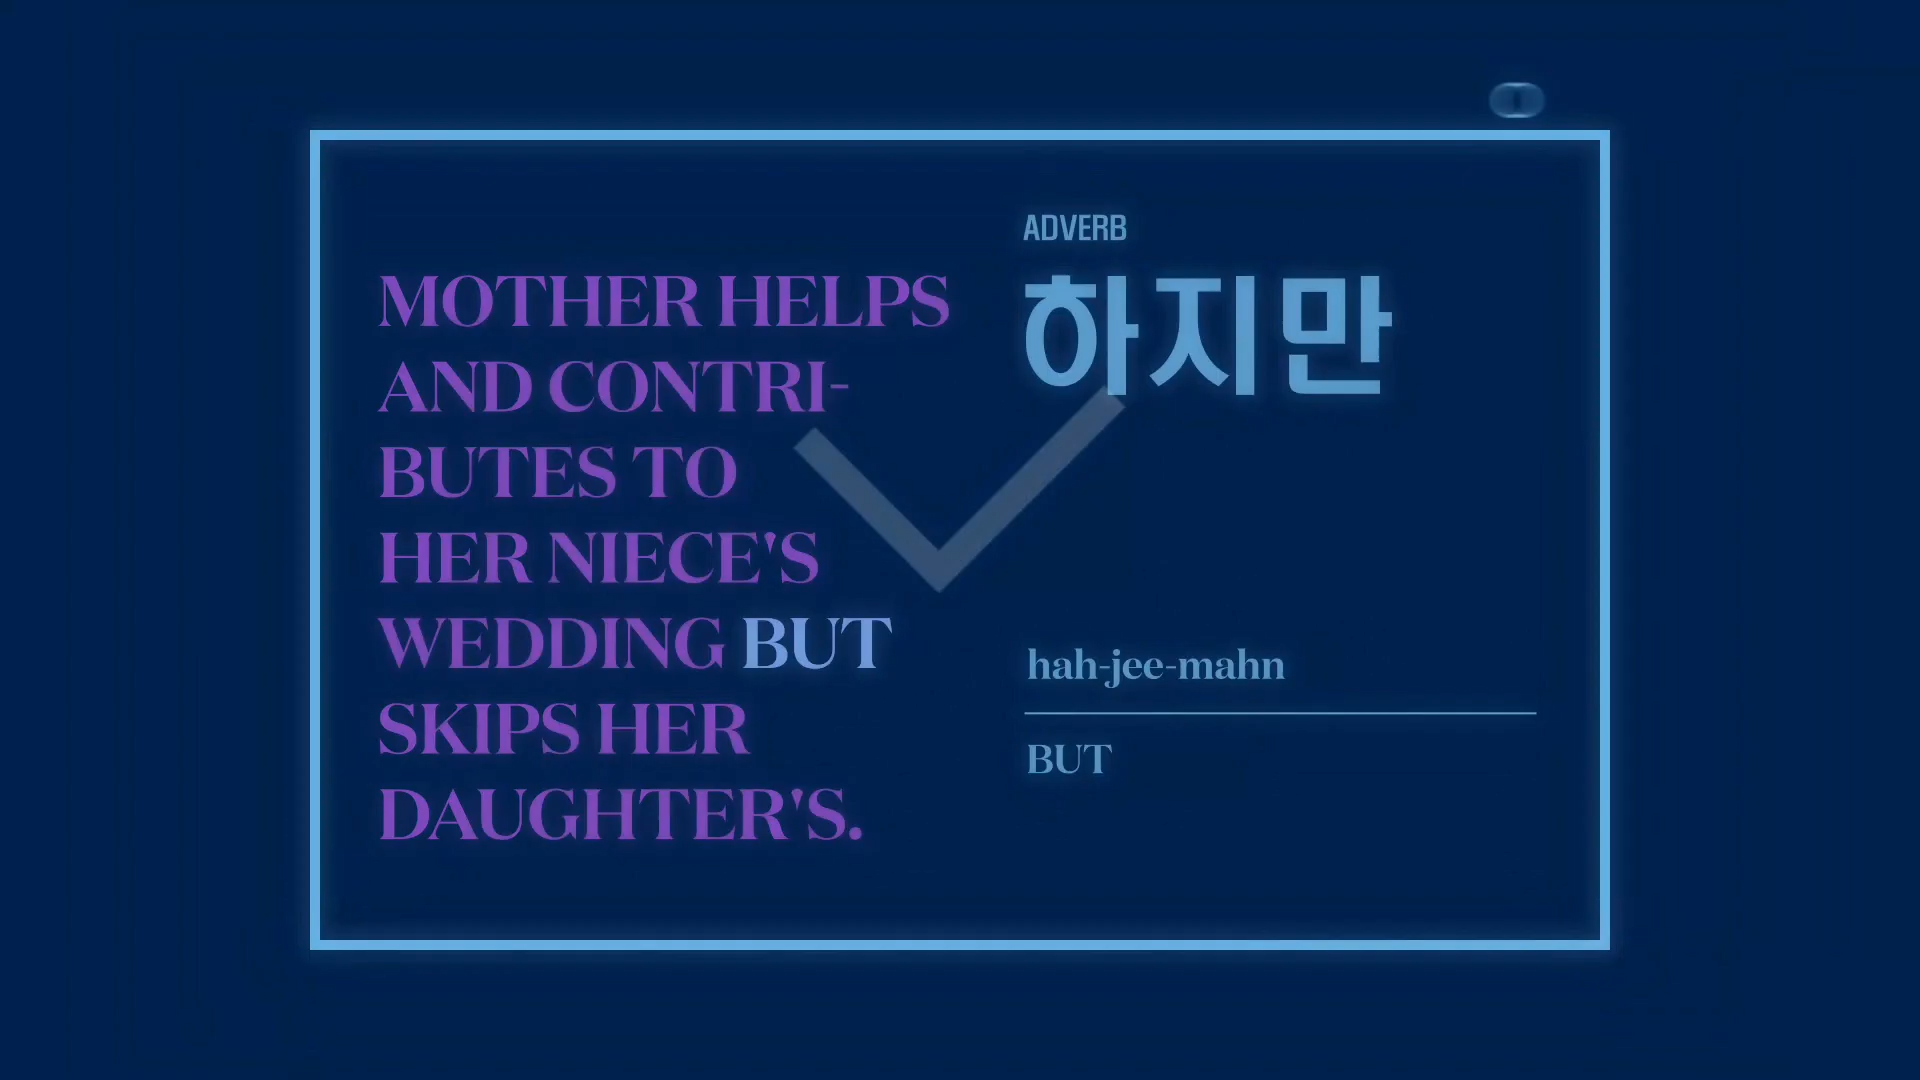 MOTHER HELPS
AND CONTRI-
BUTES TO
HER NIECE'S
WEDDING BUT
SKIPS HER
DAUGHTER'S.
ADVERB
하지만
hah-jee-mahn
BUT